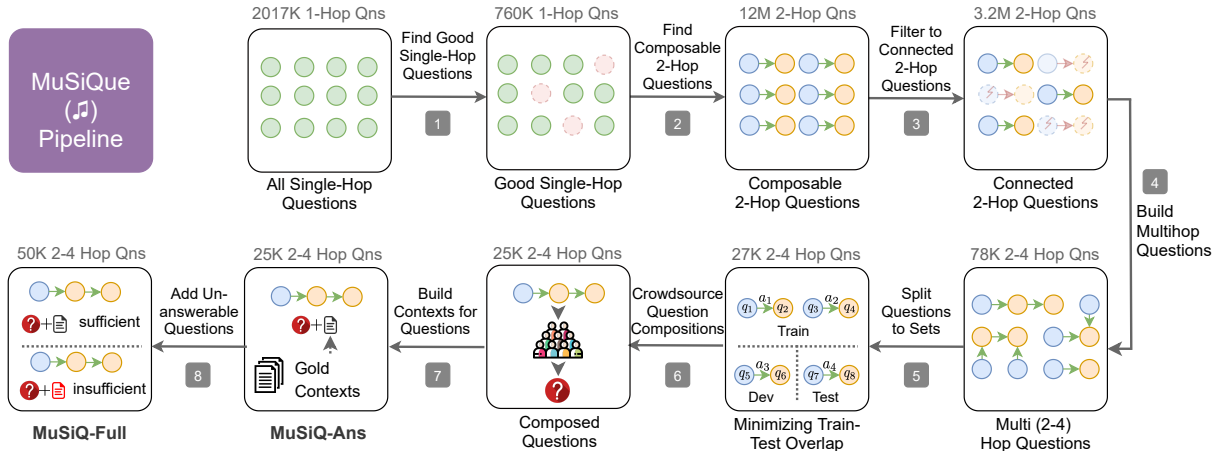 MuSiQue
(♫)
Pipeline
2017K 1-Hop Qns
All Single-Hop
Questions
Find Good
Single-Hop
Questions
1
760K 1-Hop Qns
Good Single-Hop
Questions
Find
Composable
2-Hop
Questions
2
12M 2-Hop Qns
Composable
2-Hop Questions
Filter to
Connected
2-Hop
Questions
3
3.2M 2-Hop Qns
Connected
2-Hop Questions
4
Build
Multihop
Questions
78K 2-4 Hop Qns
Multi (2-4)
Hop Questions
Split
Questions
to Sets
5
27K 2-4 Hop Qns
q1 a1 q2 q3 a2 q4
Train
q5 a3 q6 q7 a4 q8
Dev Test
Minimizing Train-
Test Overlap
Crowdsource
Question
Compositions
6
25K 2-4 Hop Qns
?
Composed
Questions
Build
Contexts for
Questions
7
25K 2-4 Hop Qns
?+
Gold
Contexts
MuSiQ-Ans
Add Un-
answerable
Questions
8
50K 2-4 Hop Qns
?+ sufficient
?+ insufficient
MuSiQ-Full